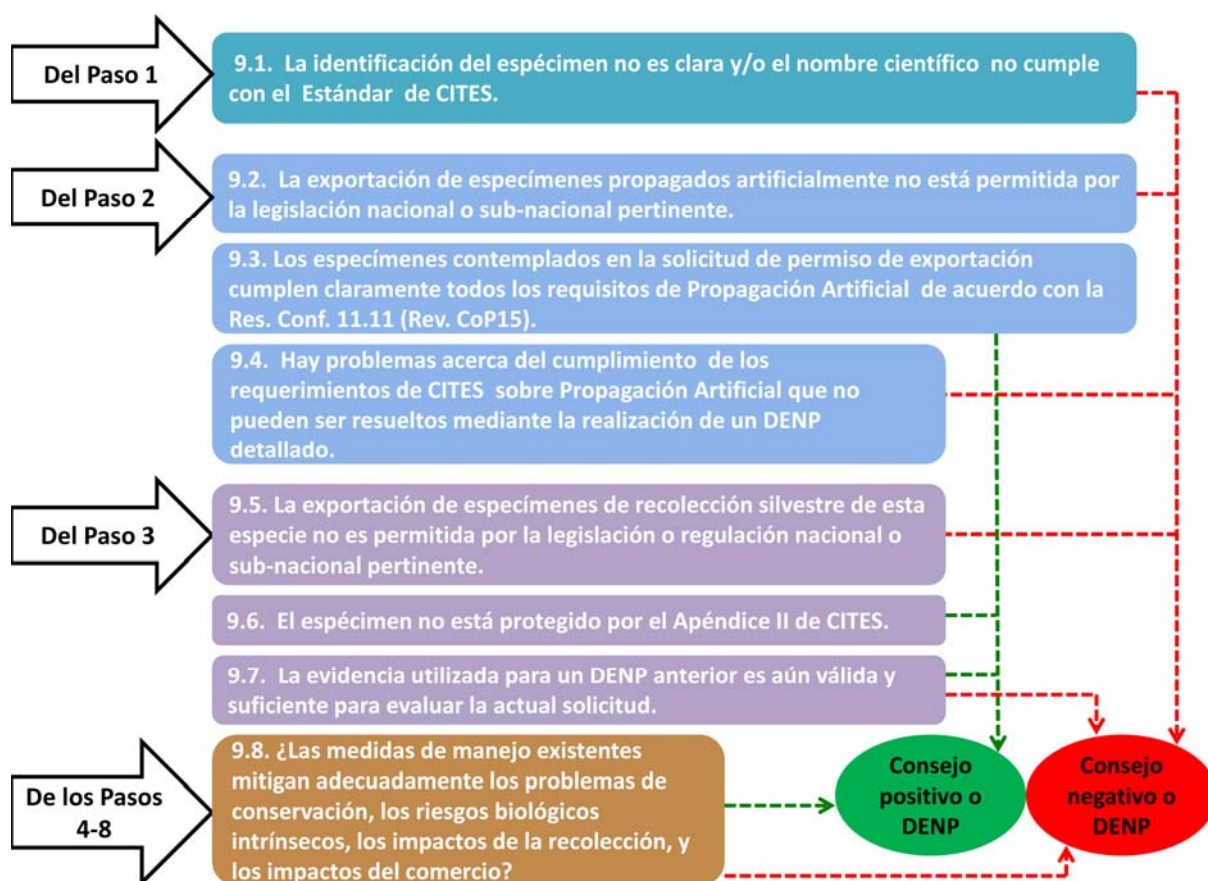 Del Paso 1
9.1. La identificación del espécimen no es clara y/o el nombre científico no cumple
con el Estándar de CITES.
Del Paso 2
9.2. La exportación de especímenes propagados artificialmente no está permitida por
la legislación nacional o sub-nacional pertinente.
9.3. Los especímenes contemplados en la solicitud de permiso de exportación
cumplen claramente todos los requisitos de Propagación Artificial de acuerdo con la
Res. Conf. 11.11 (Rev. CoP15).
9.4. Hay problemas acerca del cumplimiento de los
requerimientos de CITES sobre Propagación Artificial que no
pueden ser resueltos mediante la realización de un DENP
detallado.
Del Paso 3
9.5. La exportación de especímenes de recolección silvestre de esta
especie no es permitida por la legislación o regulación nacional o
sub-nacional pertinente.
9.6. El espécimen no está protegido por el Apéndice II de CITES.
9.7. La evidencia utilizada para un DENP anterior es aún válida y
suficiente para evaluar la actual solicitud.
De los Pasos
4-8
9.8. ¿Las medidas de manejo existentes
mitigan adecuadamente los problemas de
conservación, los riesgos biológicos
intrínsecos, los impactos de la recolección, y
los impactos del comercio?
Consejo
positivo o
DENP
Consejo
negativo o
DENP